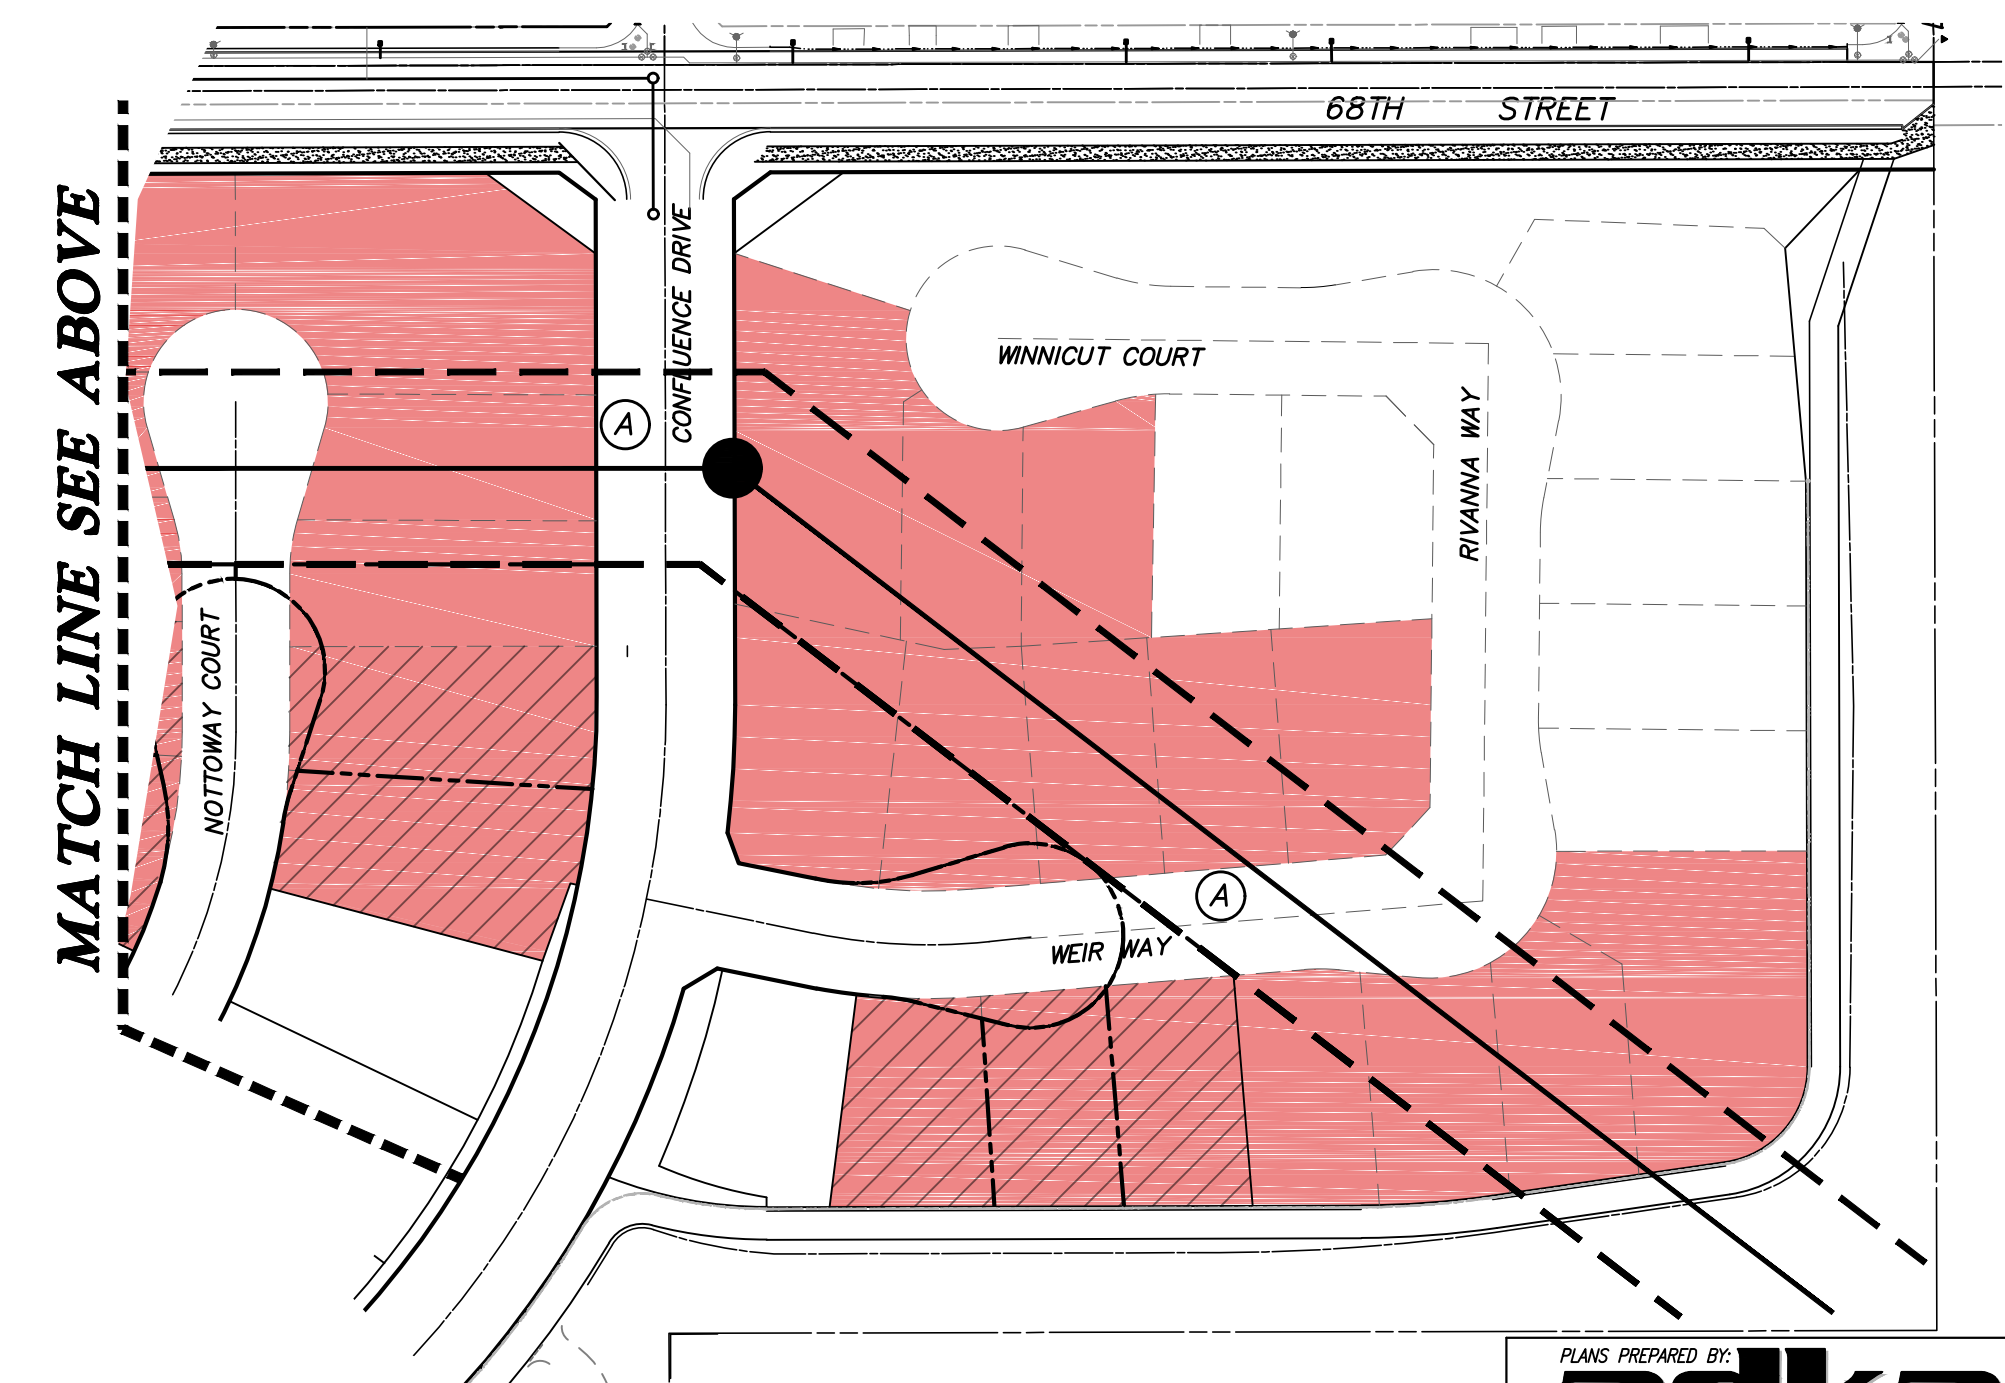 68TH STREET
MATCH LINE SEE ABOVE
CONFLUENCE DRIVE
WINNICUT COURT
RIVANNA WAY
A
NOTTOWAY COURT
A
WEIR WAY
PLANS PREPARED BY: